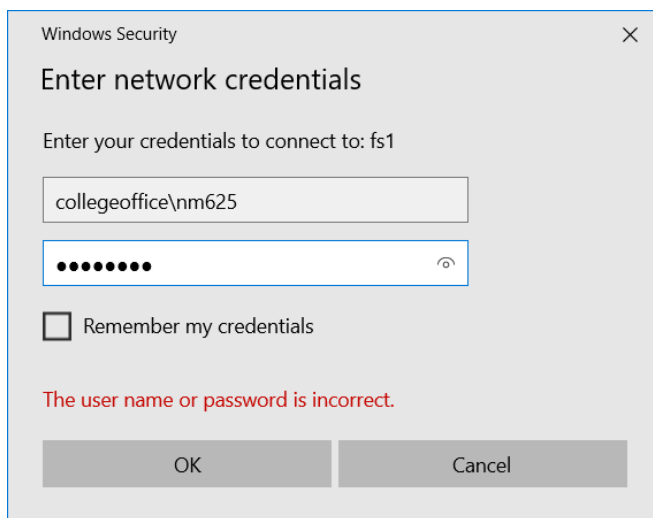 Windows Security
Enter network credentials
Enter your credentials to connect to: fs1
collegeoffice\nm625
●●●●●●●●
Remember my credentials
The user name or password is incorrect.
OK
Cancel